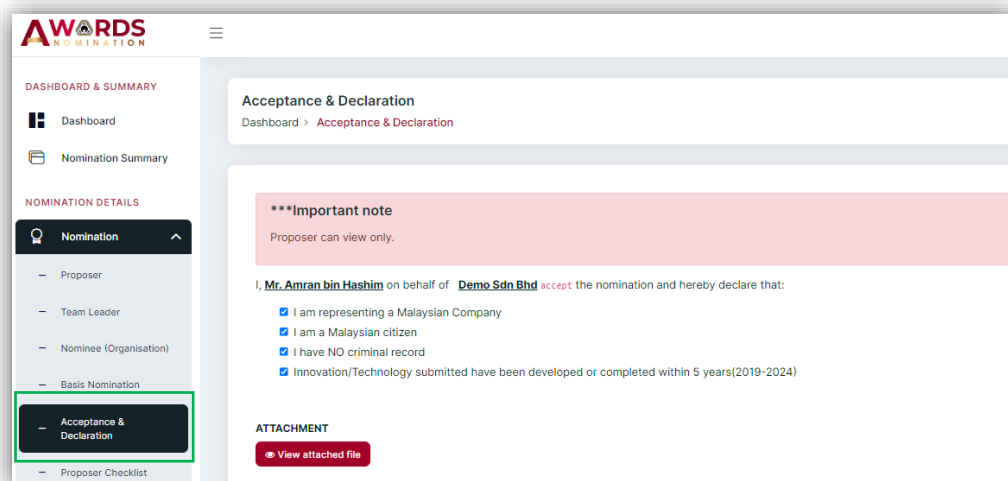 AWARDS
NOMINATION
DASHBOARD & SUMMARY
Dashboard
Nomination Summary
NOMINATION DETAILS
Nomination
Proposer
Team Leader
Nominee (Organisation)
Basis Nomination
Acceptance &
Declaration
Proposer Checklist
Acceptance & Declaration
Dashboard > Acceptance & Declaration
***Important note
Proposer can view only.
I, Mr. Amran bin Hashim on behalf of Demo Sdn Bhd accept the nomination and hereby declare that:
I am representing a Malaysian Company
I am a Malaysian citizen
I have NO criminal record
Innovation/Technology submitted have been developed or completed within 5 years(2019-2024)
ATTACHMENT
View attached file